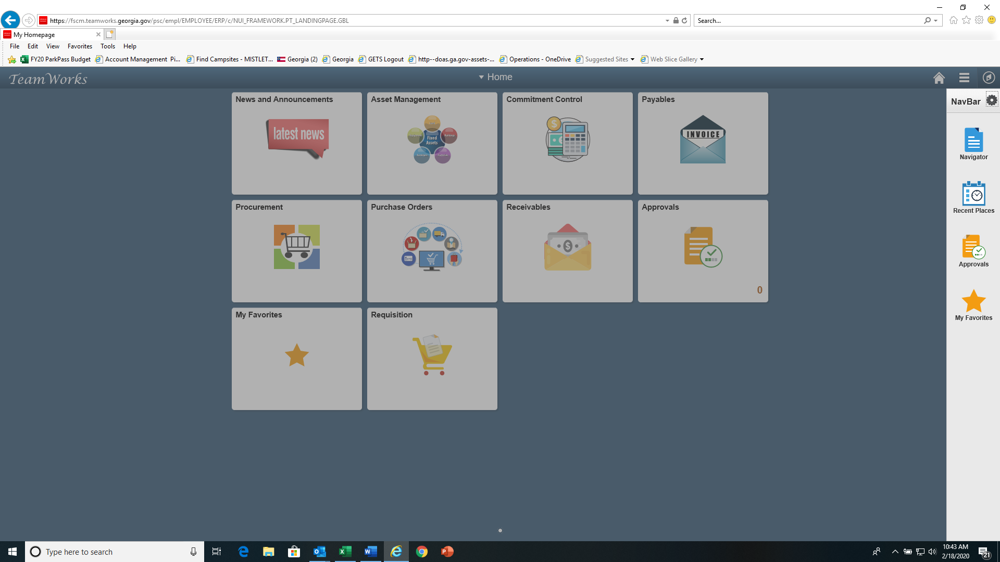 https://fscm.teamworks.georgia.gov/psc/empl/EMPLOYEE/ERP/c/NUI_FRAMEWORK.PT_LANDINGPAGE.GBL
Search...
My Homepage
File Edit View Favorites Tools Help
FY20 ParkPass Budget Account Management Pi... Find Campsites - MISTLET... Georgia (2) Georgia GETS Logout http--doas.ga.gov-assets-... Operations - OneDrive Suggested Sites Web Slice Gallery
TeamWorks
Home
NavBar
News and Announcements
latest news
Asset Management
Fixed Assets
Commitment Control
$
Payables
INVOICE
Navigator
Recent Places
Procurement
Purchase Orders
Receivables
$
Approvals
0
Approvals
My Favorites
Requisition
My Favorites
Type here to search
10:43 AM
2/18/2020
21